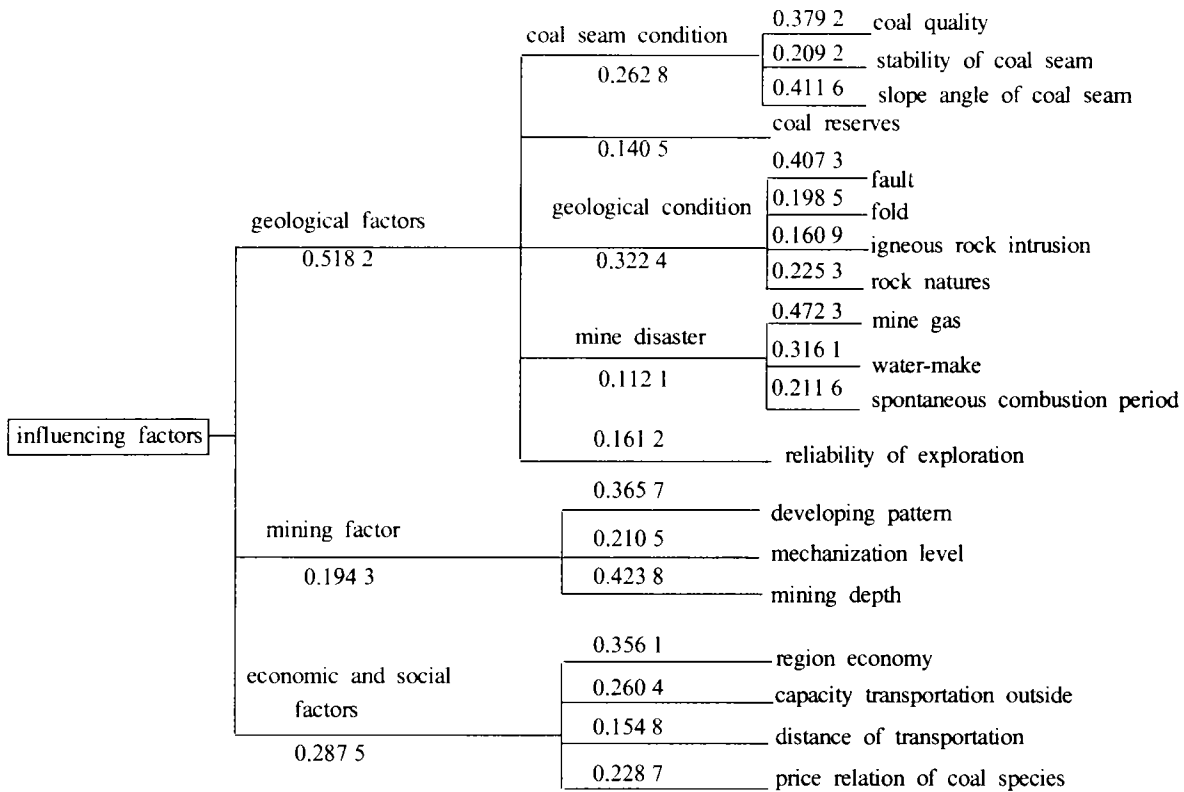 0.379 2
coal quality
coal seam condition
0.209 2
stability of coal seam
0.262 8
0.411 6
slope angle of coal seam
coal reserves
0.140 5
0.407 3
fault
geological condition
0.198 5
fold
geological factors
0.160 9
igneous rock intrusion
0.518 2
0.322 4
0.225 3
rock natures
0.472 3
mine gas
mine disaster
0.316 1
water-make
0.112 1
0.211 6
spontaneous combustion period
influencing factors
0.161 2
reliability of exploration
0.365 7
developing pattern
mining factor
0.210 5
mechanization level
0.194 3
0.423 8
mining depth
0.356 1
region economy
economic and social
factors
0.260 4
capacity transportation outside
0.287 5
0.154 8
distance of transportation
0.228 7
price relation of coal species